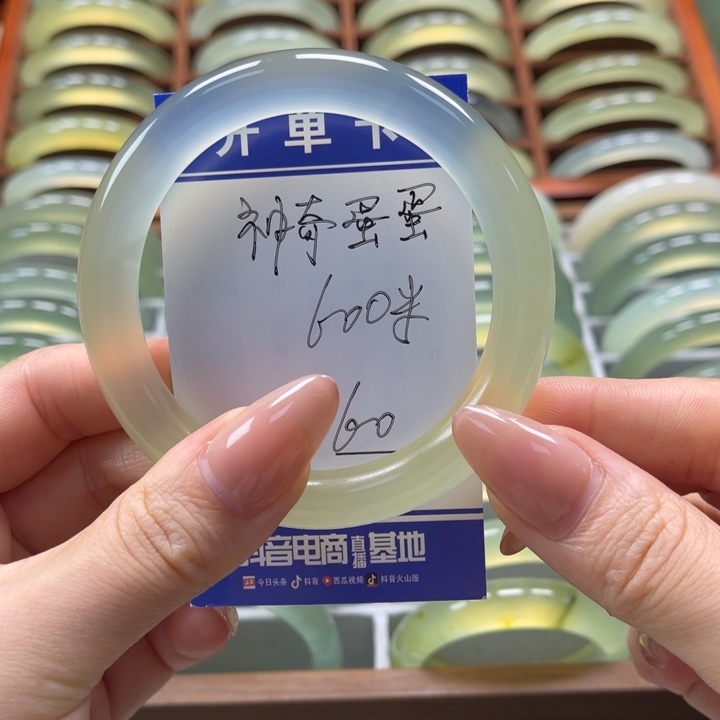 开单卡
神奇蛋蛋
600米
60
抖音电商直播基地
今日头条 抖音 西瓜视频 抖音火山版